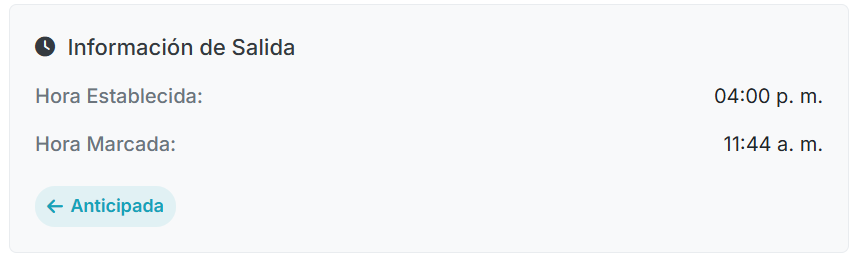 Información de Salida
Hora Establecida: 04:00 p. m.
Hora Marcada: 11:44 a. m.
Anticipada